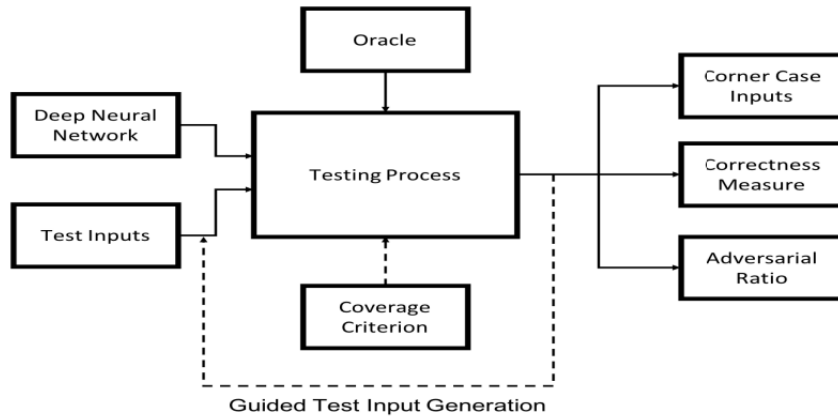 Oracle
Deep Neural
Network
Test Inputs
Testing Process
Coverage
Criterion
Corner Case
Inputs
Correctness
Measure
Adversarial
Ratio
Guided Test Input Generation